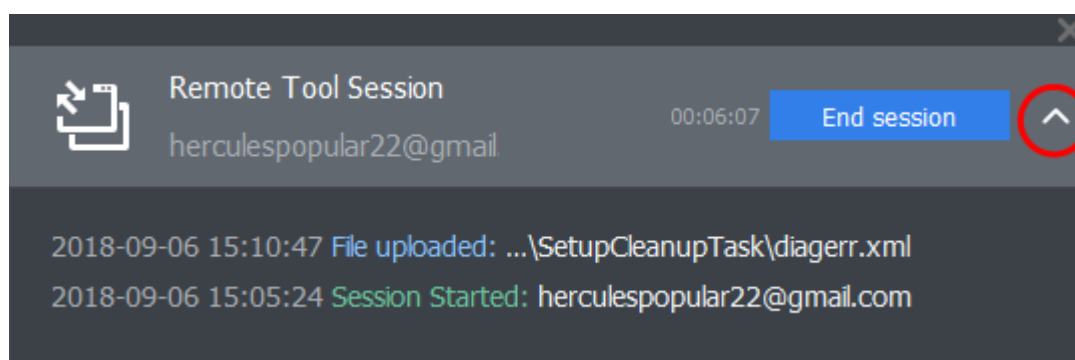 Remote Tool Session
herculespopular22@gmail.
00:06:07
End session
2018-09-06 15:10:47 File uploaded: ...\SetupCleanupTask\diagerr.xml
2018-09-06 15:05:24 Session Started: herculespopular22@gmail.com